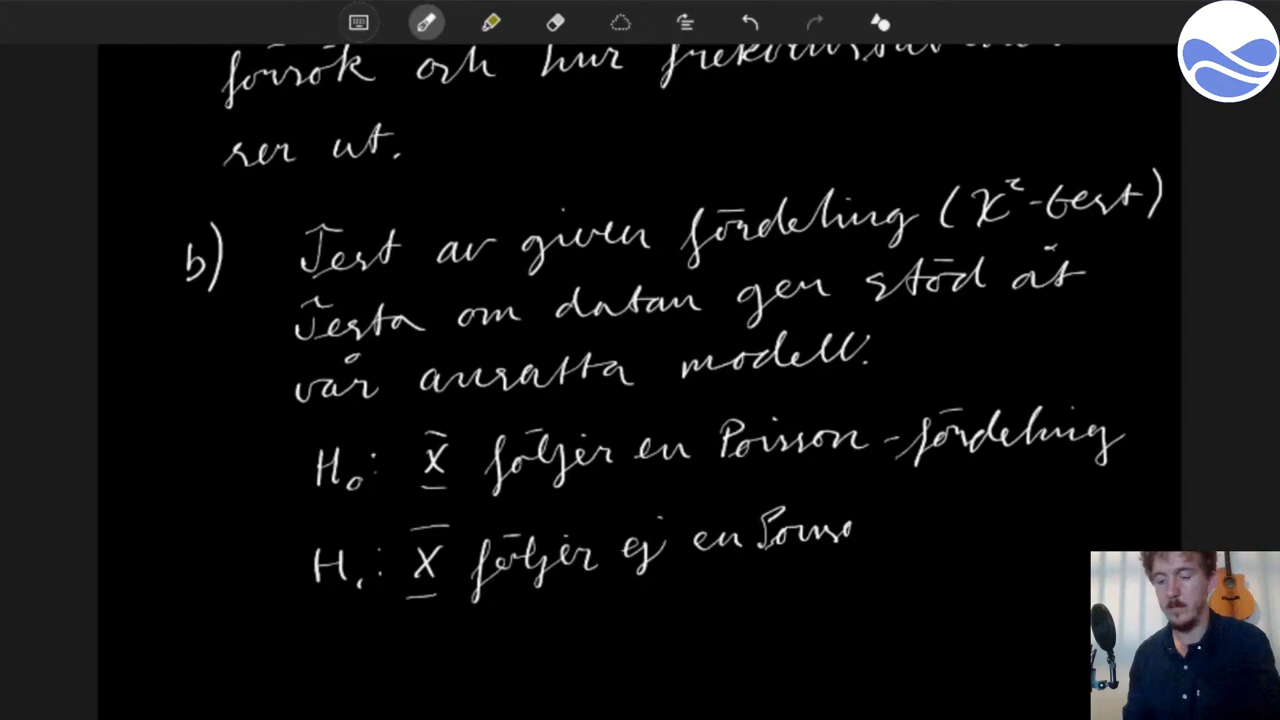 försök och hur
ser ut.
b) Test av given fördelning (χ²-test)
Testa om datan ger stöd åt
vår ansatta modell.
H₀: X följer en Poisson-fördelning
H₁: X följer ej en Poisso